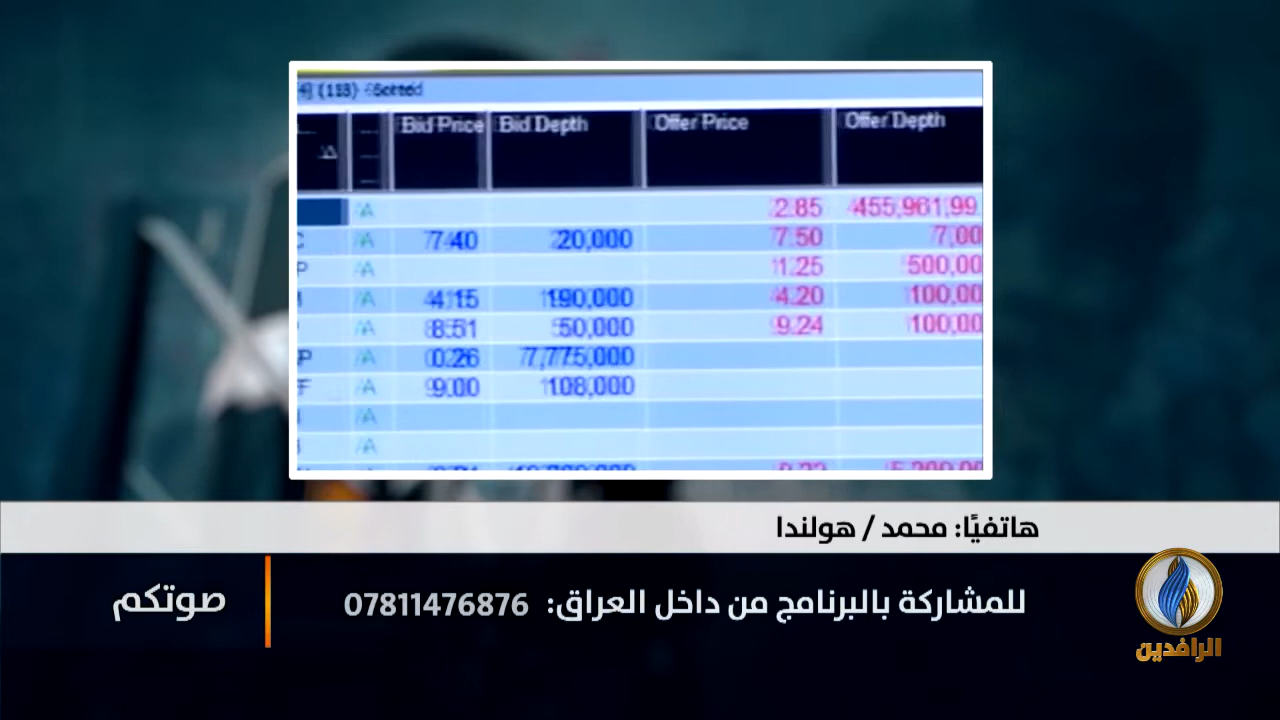 (113) -Sorted
Bid Price Bid Depth Offer Price Offer Depth
A 2.85 455,961,99
C A 7.40 20,000 7.50 7,00
P A 1.25 500,00
A 4.15 190,000 4.20 100,00
A 8.51 50,000 9.24 100,00
P A 0.26 7,775,000
F A 9.00 108,000
A
A
هاتفيًا: محمد / هولندا
للمشاركة بالبرنامج من داخل العراق: 07811476876
صوتكم
الرافدين